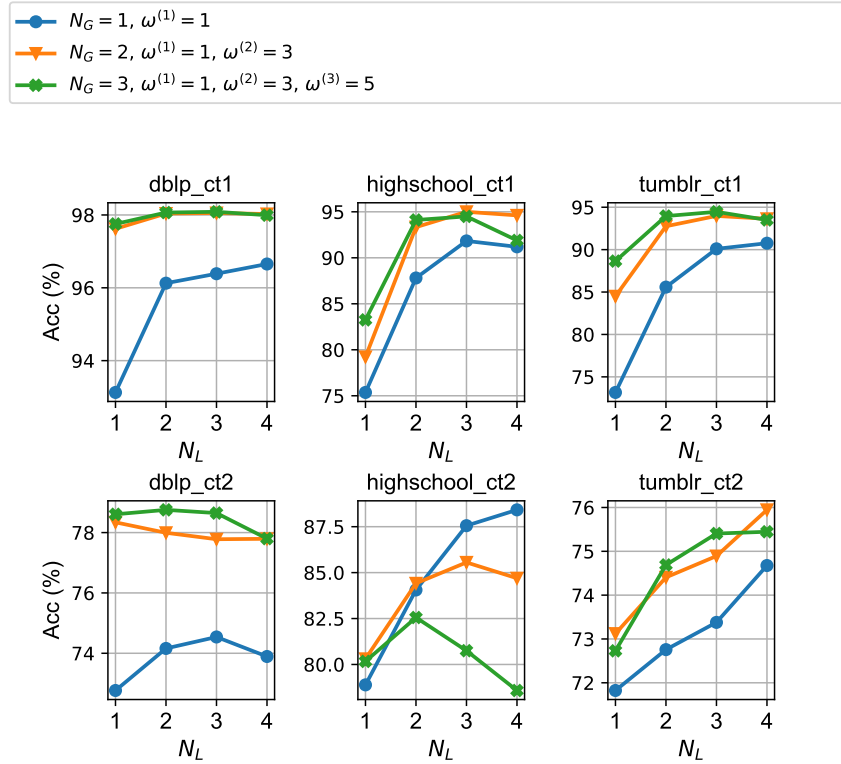 N_G = 1, ω^(1) = 1
N_G = 2, ω^(1) = 1, ω^(2) = 3
N_G = 3, ω^(1) = 1, ω^(2) = 3, ω^(3) = 5
dblp_ct1
98
96
94
Acc (%)
1 2 3 4
N_L
highschool_ct1
95
90
85
80
75
1 2 3 4
N_L
tumblr_ct1
95
90
85
80
75
1 2 3 4
N_L
dblp_ct2
78
76
74
Acc (%)
1 2 3 4
N_L
highschool_ct2
87.5
85.0
82.5
80.0
1 2 3 4
N_L
tumblr_ct2
76
75
74
73
72
1 2 3 4
N_L